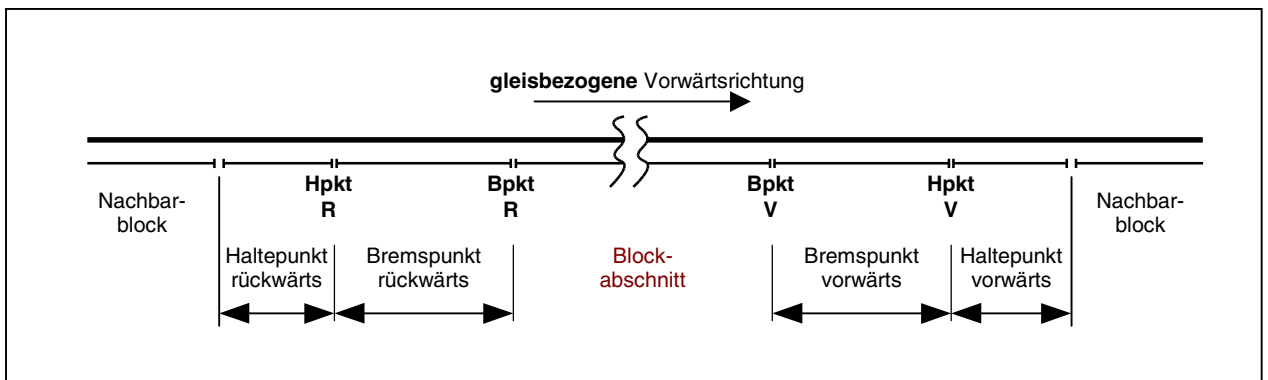 gleisbezogene Vorwärtsrichtung
Nachbar-
block
Hpkt
R
Bpkt
R
Bpkt
V
Hpkt
V
Nachbar-
block
Haltepunkt
rückwärts
Bremspunkt
rückwärts
Block-
abschnitt
Bremspunkt
vorwärts
Haltepunkt
vorwärts